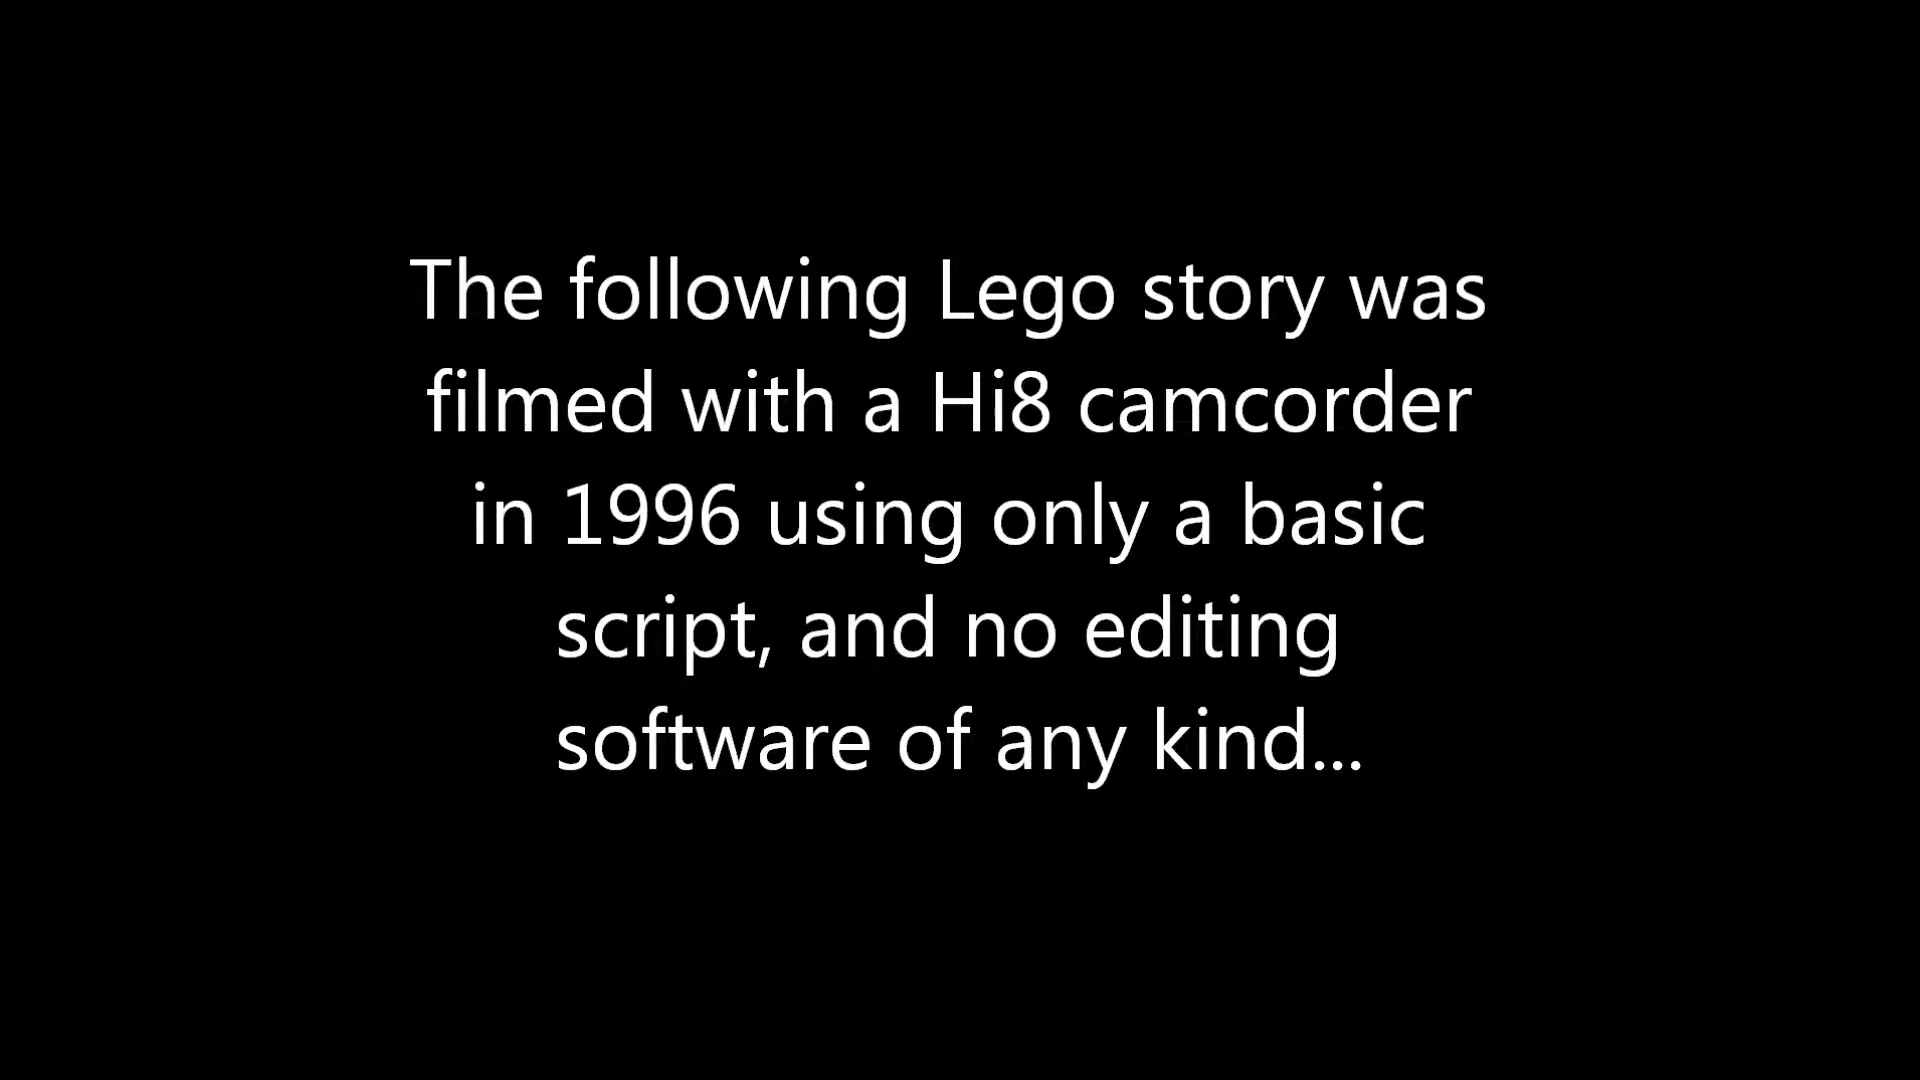 The following Lego story was
filmed with a Hi8 camcorder
in 1996 using only a basic
script, and no editing
software of any kind...